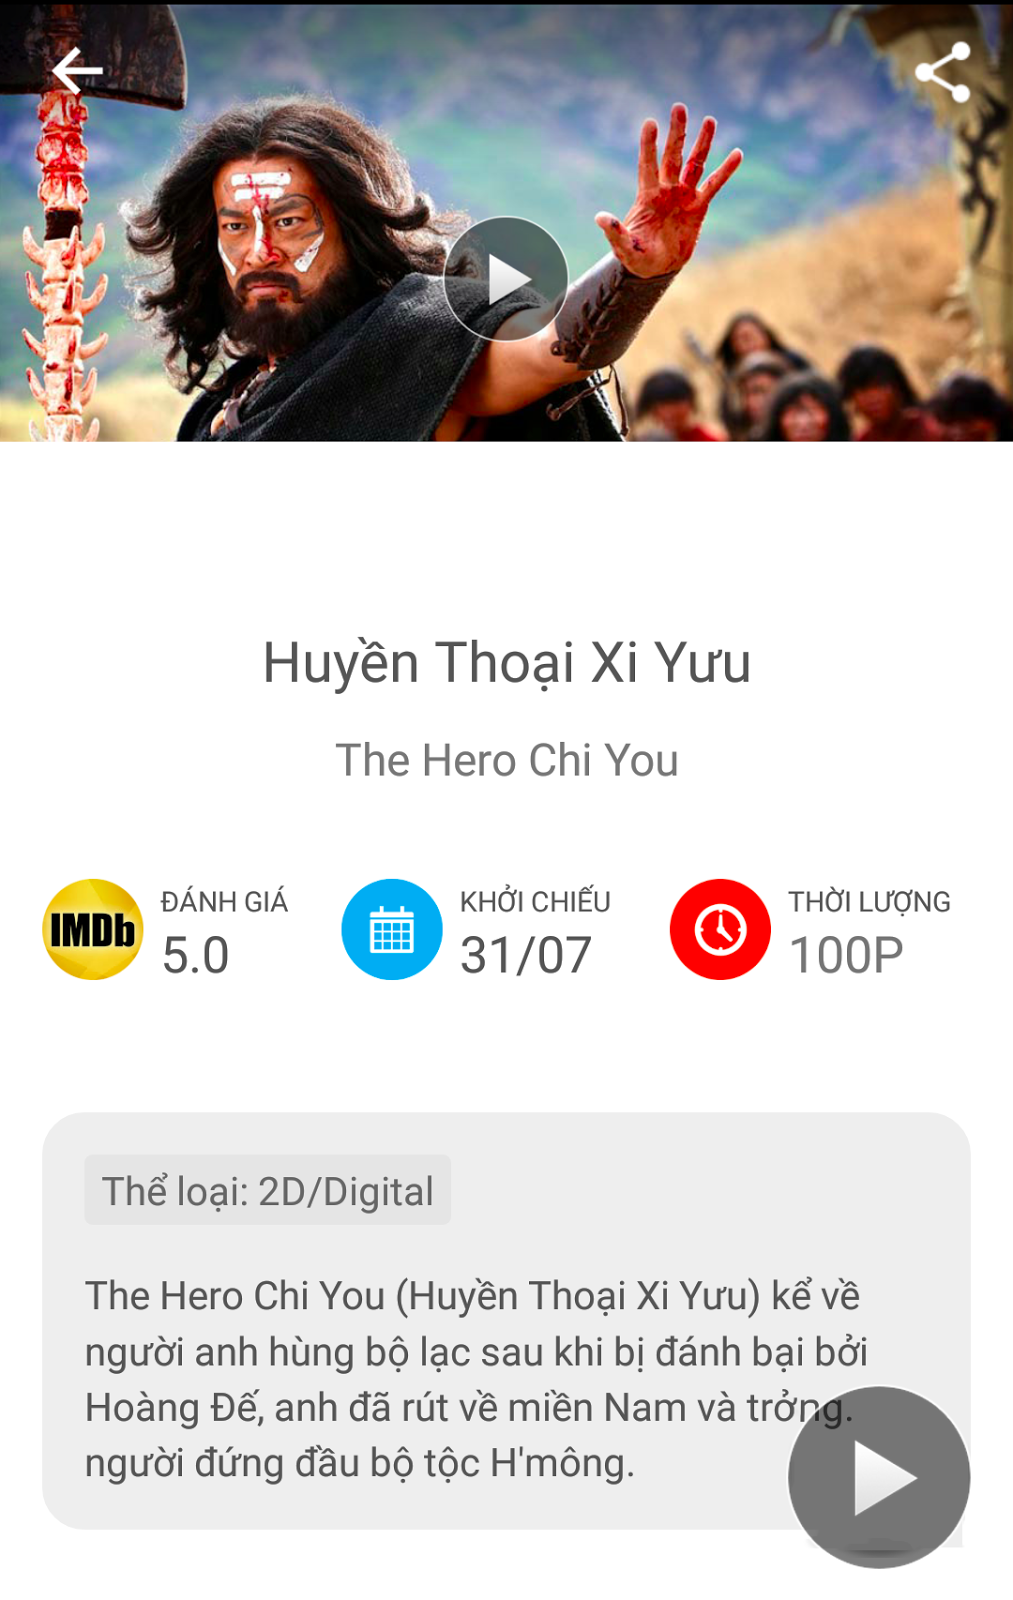 Huyền Thoại Xi Yưu
The Hero Chi You
IMDb
ĐÁNH GIÁ
5.0
KHỞI CHIẾU
31/07
THỜI LƯỢNG
100P
Thể loại: 2D/Digital
The Hero Chi You (Huyền Thoại Xi Yưu) kể về
người anh hùng bộ lạc sau khi bị đánh bại bởi
Hoàng Đế, anh đã rút về miền Nam và trởng.
người đứng đầu bộ tộc H'mông.